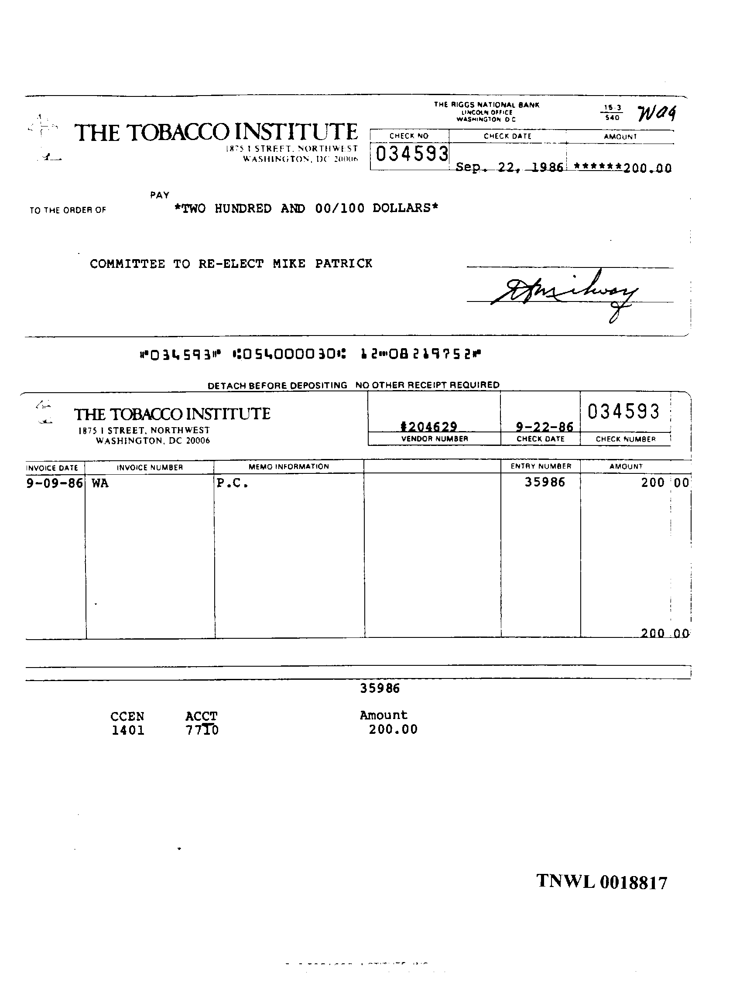 THE RIGGS NATIONAL BANK
LINCOLN OFFICE
WASHINGTON D C
15-3
540
THE TOBACCO INSTITUTE
1875 I STREET, NORTHWEST
WASHINGTON, DC 20006
CHECK NO
CHECK DATE
AMOUNT
034593
Sep. 22, 1986
******200.00
PAY
TO THE ORDER OF
*TWO HUNDRED AND 00/100 DOLLARS*
COMMITTEE TO RE-ELECT MIKE PATRICK
⑈034593⑈ ⑆054000030⑆ 12⑉08219752⑈
DETACH BEFORE DEPOSITING NO OTHER RECEIPT REQUIRED
THE TOBACCO INSTITUTE
1875 I STREET, NORTHWEST
WASHINGTON, DC 20006
#204629
VENDOR NUMBER
9-22-86
CHECK DATE
034593
CHECK NUMBER
INVOICE DATE INVOICE NUMBER MEMO INFORMATION ENTRY NUMBER AMOUNT
9-09-86 WA P.C. 35986 200 00
200.00
35986
CCEN ACCT Amount
1401 7710 200.00
TNWL 0018817